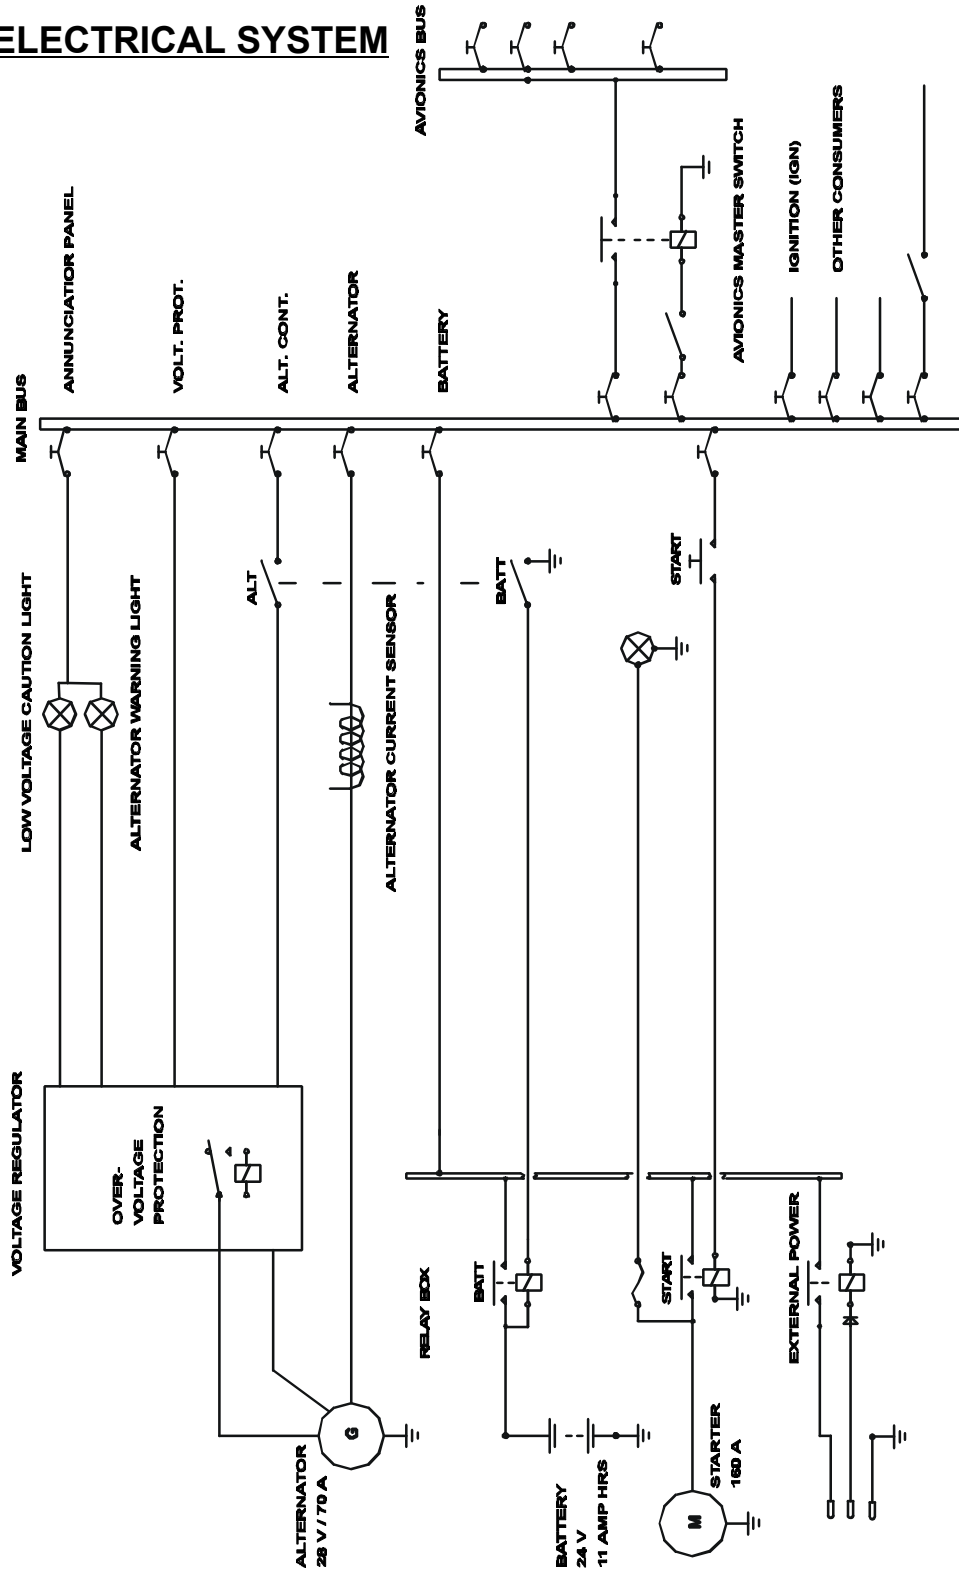 ELECTRICAL SYSTEM
AVIONICS BUS
MAIN BUS
ANNUNCIATIOR PANEL
VOLT. PROT.
ALT. CONT.
ALTERNATOR
BATTERY
AVIONICS MASTER SWITCH
IGNITION (IGN)
OTHER CONSUMERS
LOW VOLTAGE CAUTION LIGHT
ALTERNATOR WARNING LIGHT
ALT
ALTERNATOR CURRENT SENSOR
BATT
START
VOLTAGE REGULATOR
OVER-
VOLTAGE
PROTECTION
RELAY BOX
BATT
START
EXTERNAL POWER
G
ALTERNATOR
28 V / 70 A
BATTERY
24 V
11 AMP HRS
M
STARTER
160 A